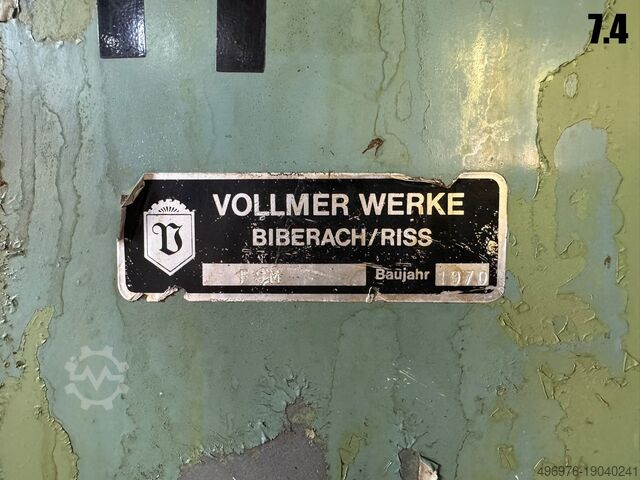 7.4
VOLLMER WERKE
BIBERACH/RISS
Baujahr 1970
496976-19040241